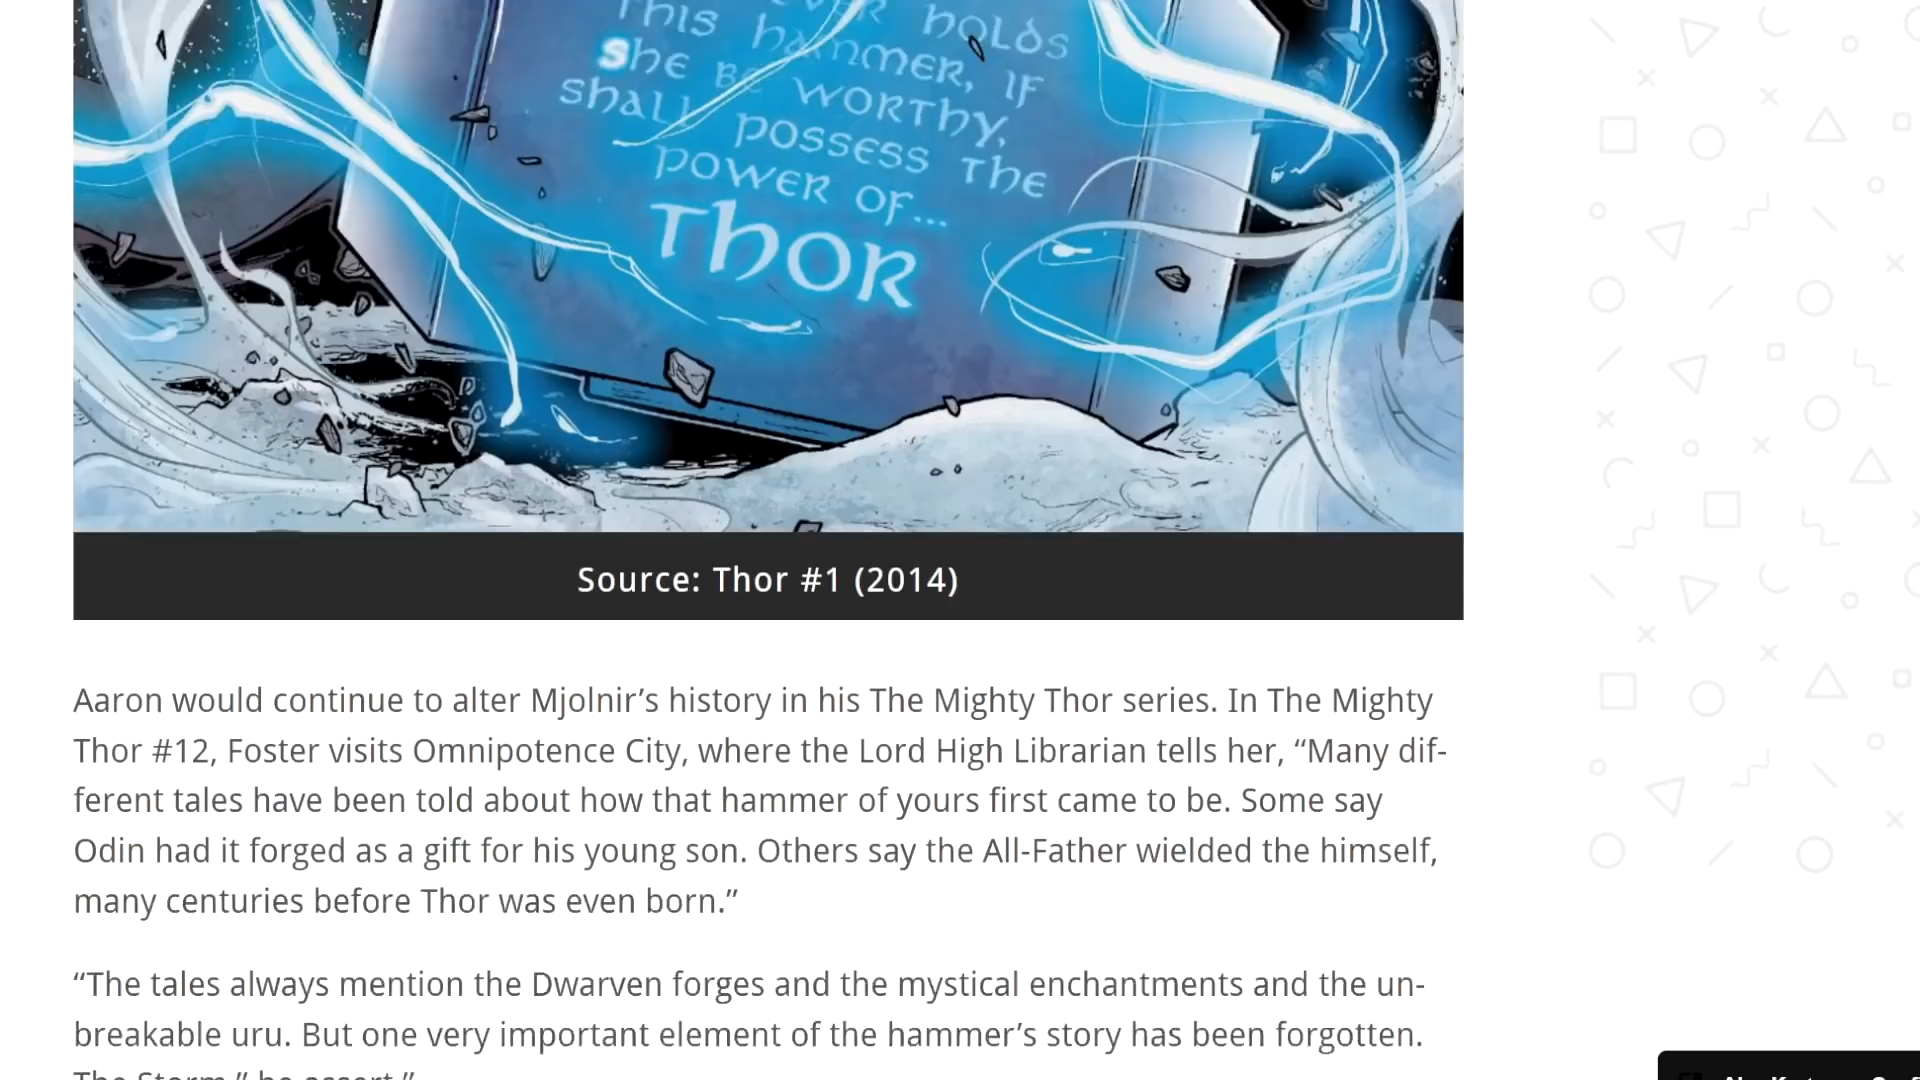 THIS HAMMER, IF
HOLDS
SHE BE WORTHY,
SHALL POSSESS THE
POWER OF...
THOR
Source: Thor #1 (2014)
Aaron would continue to alter Mjolnir’s history in his The Mighty Thor series. In The Mighty
Thor #12, Foster visits Omnipotence City, where the Lord High Librarian tells her, “Many dif-
ferent tales have been told about how that hammer of yours first came to be. Some say
Odin had it forged as a gift for his young son. Others say the All-Father wielded the himself,
many centuries before Thor was even born.”
“The tales always mention the Dwarven forges and the mystical enchantments and the un-
breakable uru. But one very important element of the hammer’s story has been forgotten.
The Storm,” he assert.”